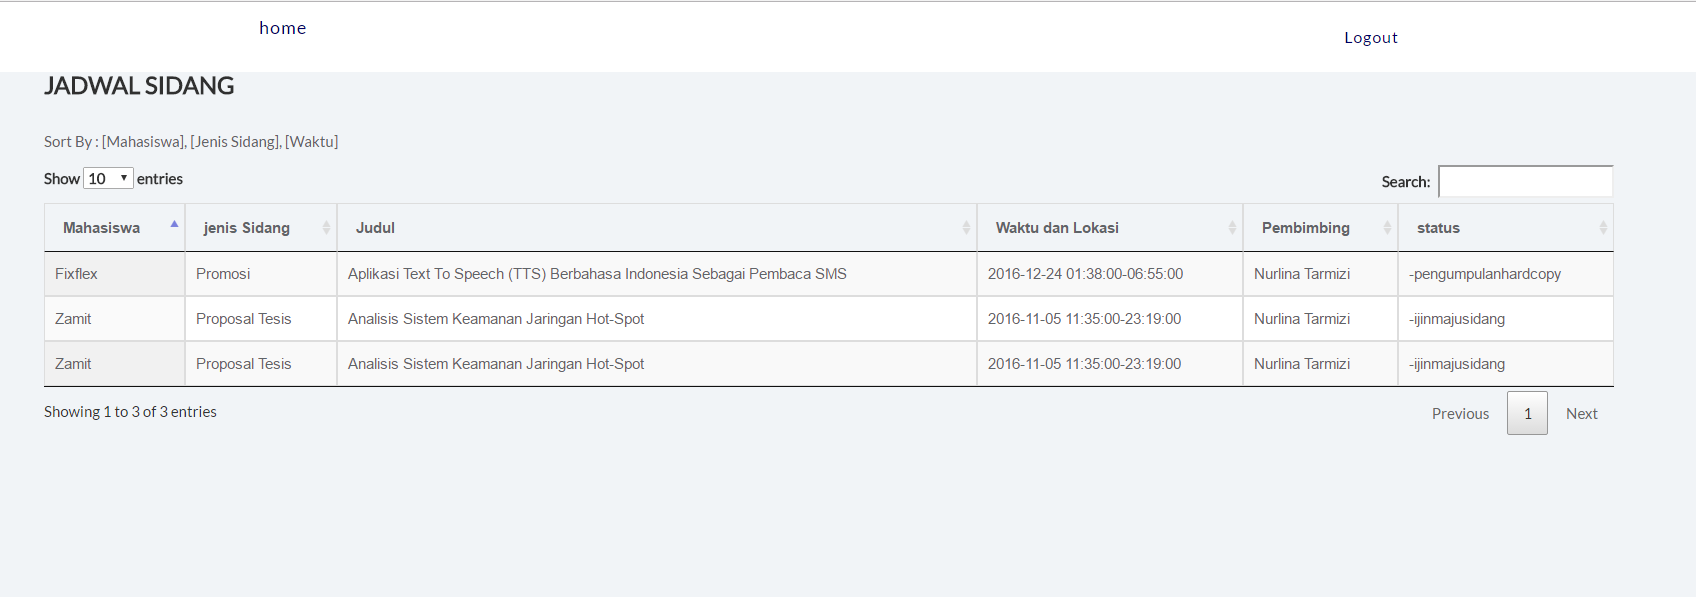 home
Logout
JADWAL SIDANG
Sort By : [Mahasiswa], [Jenis Sidang], [Waktu]
Show 10 entries
Search:
Mahasiswa jenis Sidang Judul Waktu dan Lokasi Pembimbing status
Fixflex Promosi Aplikasi Text To Speech (TTS) Berbahasa Indonesia Sebagai Pembaca SMS 2016-12-24 01:38:00-06:55:00 Nurlina Tarmizi -pengumpulanhardcopy
Zamit Proposal Tesis Analisis Sistem Keamanan Jaringan Hot-Spot 2016-11-05 11:35:00-23:19:00 Nurlina Tarmizi -ijinmajusidang
Zamit Proposal Tesis Analisis Sistem Keamanan Jaringan Hot-Spot 2016-11-05 11:35:00-23:19:00 Nurlina Tarmizi -ijinmajusidang
Showing 1 to 3 of 3 entries
Previous 1 Next